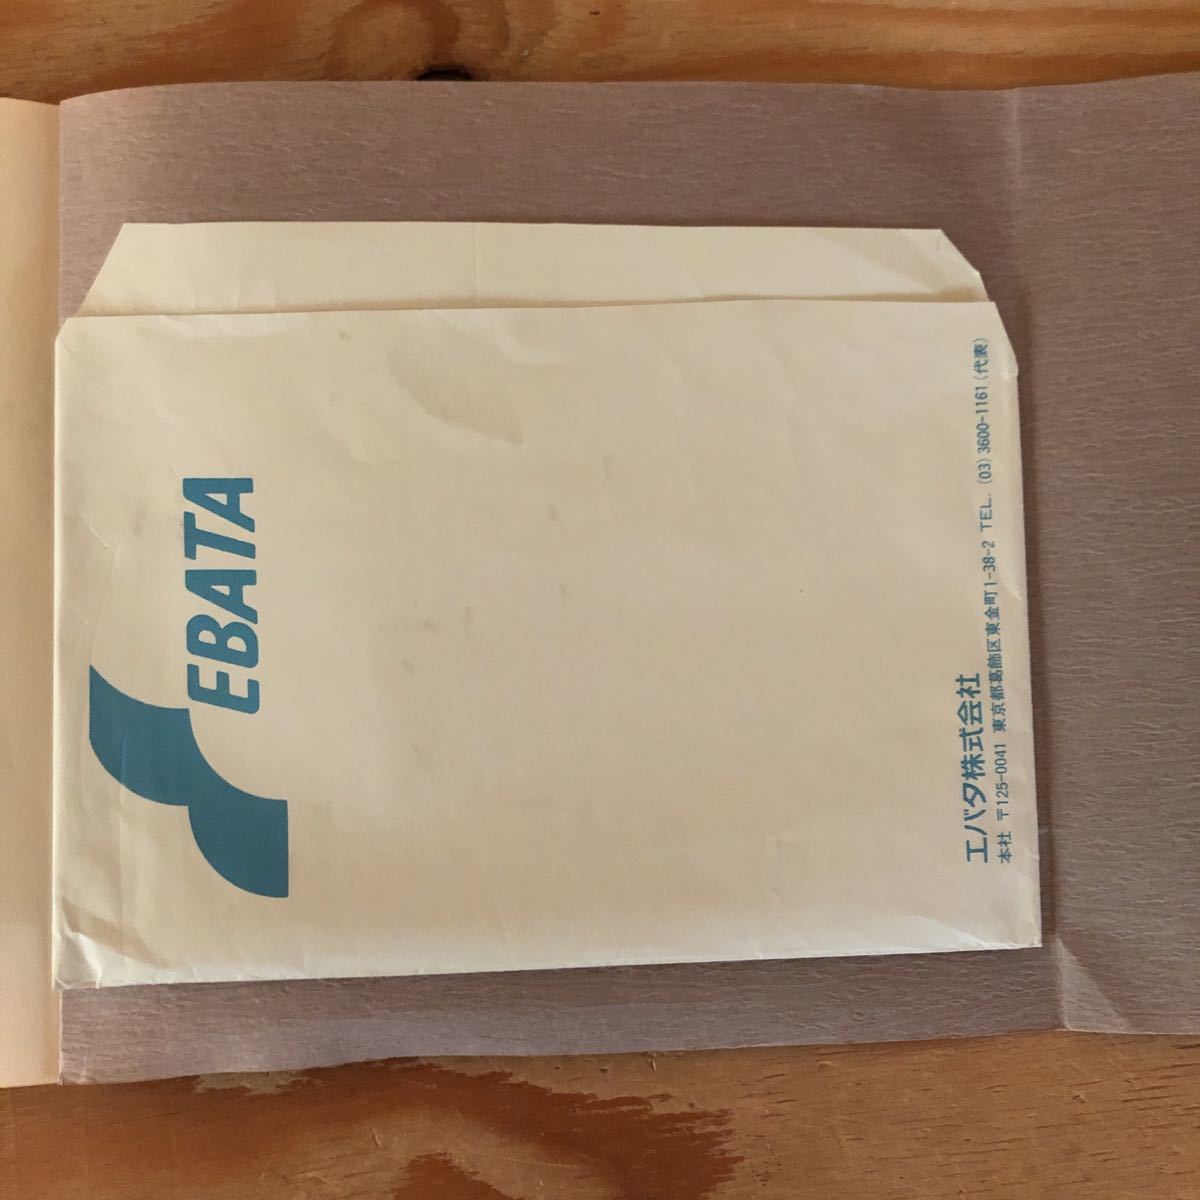 EBATA
エバタ株式会社
本社 〒125-0041 東京都葛飾区東金町1-38-2 TEL. (03)3600-1161(代表)